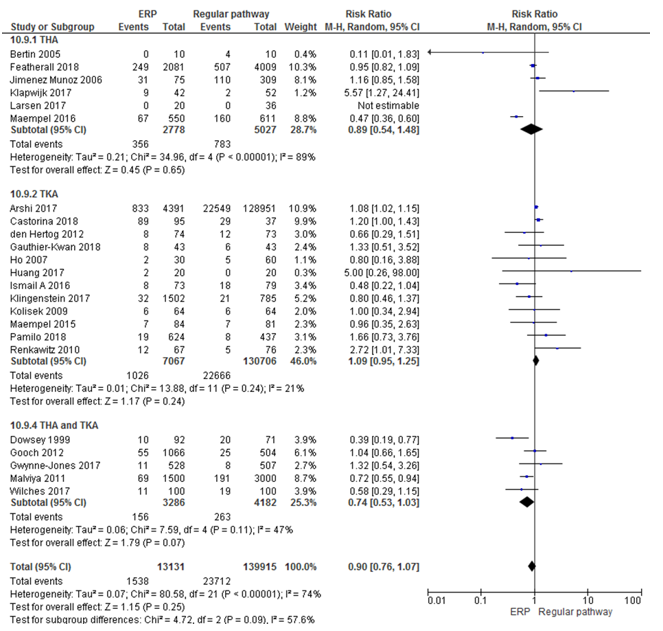 ERP Regular pathway Risk Ratio Risk Ratio
Study or Subgroup Events Total Events Total Weight M-H, Random, 95% CI M-H, Random, 95% CI
10.9.1 THA
Bertin 2005 0 10 4 10 0.4% 0.11 [0.01, 1.83]
Featherall 2018 249 2081 507 4009 10.3% 0.95 [0.82, 1.09]
Jimenez Munoz 2006 31 75 110 309 8.1% 1.16 [0.85, 1.58]
Klapwijk 2017 9 42 2 52 1.3% 5.57 [1.27, 24.41]
Larsen 2017 0 20 0 36 Not estimable
Maempel 2016 67 550 160 611 8.6% 0.47 [0.36, 0.60]
Subtotal (95% CI) 2778 5027 28.7% 0.89 [0.54, 1.48]
Total events 356 783
Heterogeneity: Tau² = 0.21; Chi² = 34.96, df = 4 (P < 0.00001); I² = 89%
Test for overall effect: Z = 0.45 (P = 0.65)
10.9.2 TKA
Arshi 2017 833 4391 22549 128951 10.9% 1.08 [1.02, 1.15]
Castorina 2018 89 95 29 37 9.9% 1.20 [1.00, 1.43]
den Hertog 2012 8 74 12 73 3.0% 0.66 [0.29, 1.51]
Gauthier-Kwan 2018 8 43 6 43 2.4% 1.33 [0.51, 3.52]
Ho 2007 2 30 5 60 1.1% 0.80 [0.16, 3.88]
Huang 2017 2 20 0 20 0.3% 5.00 [0.26, 98.00]
Ismail A 2016 8 73 18 79 3.3% 0.48 [0.22, 1.04]
Klingenstein 2017 32 1502 21 785 4.9% 0.80 [0.46, 1.37]
Kolisek 2009 6 64 6 64 2.0% 1.00 [0.34, 2.94]
Maempel 2015 7 84 7 81 2.3% 0.96 [0.35, 2.63]
Pamilo 2018 19 624 8 437 3.0% 1.66 [0.73, 3.76]
Renkawitz 2010 12 67 5 76 2.3% 2.72 [1.01, 7.33]
Subtotal (95% CI) 7067 130706 46.0% 1.09 [0.95, 1.25]
Total events 1026 22666
Heterogeneity: Tau² = 0.01; Chi² = 13.88, df = 11 (P = 0.24); I² = 21%
Test for overall effect: Z = 1.17 (P = 0.24)
10.9.4 THA and TKA
Dowsey 1999 10 92 20 71 3.9% 0.39 [0.19, 0.77]
Gooch 2012 55 1066 25 504 5.9% 1.04 [0.66, 1.65]
Gwynne-Jones 2017 11 528 8 507 2.7% 1.32 [0.54, 3.26]
Malviya 2011 69 1500 191 3000 8.9% 0.72 [0.55, 0.94]
Wilches 2017 11 100 19 100 3.8% 0.58 [0.29, 1.15]
Subtotal (95% CI) 3286 4182 25.3% 0.74 [0.53, 1.03]
Total events 156 263
Heterogeneity: Tau² = 0.06; Chi² = 7.59, df = 4 (P = 0.11); I² = 47%
Test for overall effect: Z = 1.79 (P = 0.07)
Total (95% CI) 13131 139915 100.0% 0.90 [0.76, 1.07]
Total events 1538 23712
Heterogeneity: Tau² = 0.07; Chi² = 80.58, df = 21 (P < 0.00001); I² = 74%
Test for overall effect: Z = 1.15 (P = 0.25)
Test for subgroup differences: Chi² = 4.72, df = 2 (P = 0.09), I² = 57.6%
0.01 0.1 1 10 100
ERP Regular pathway